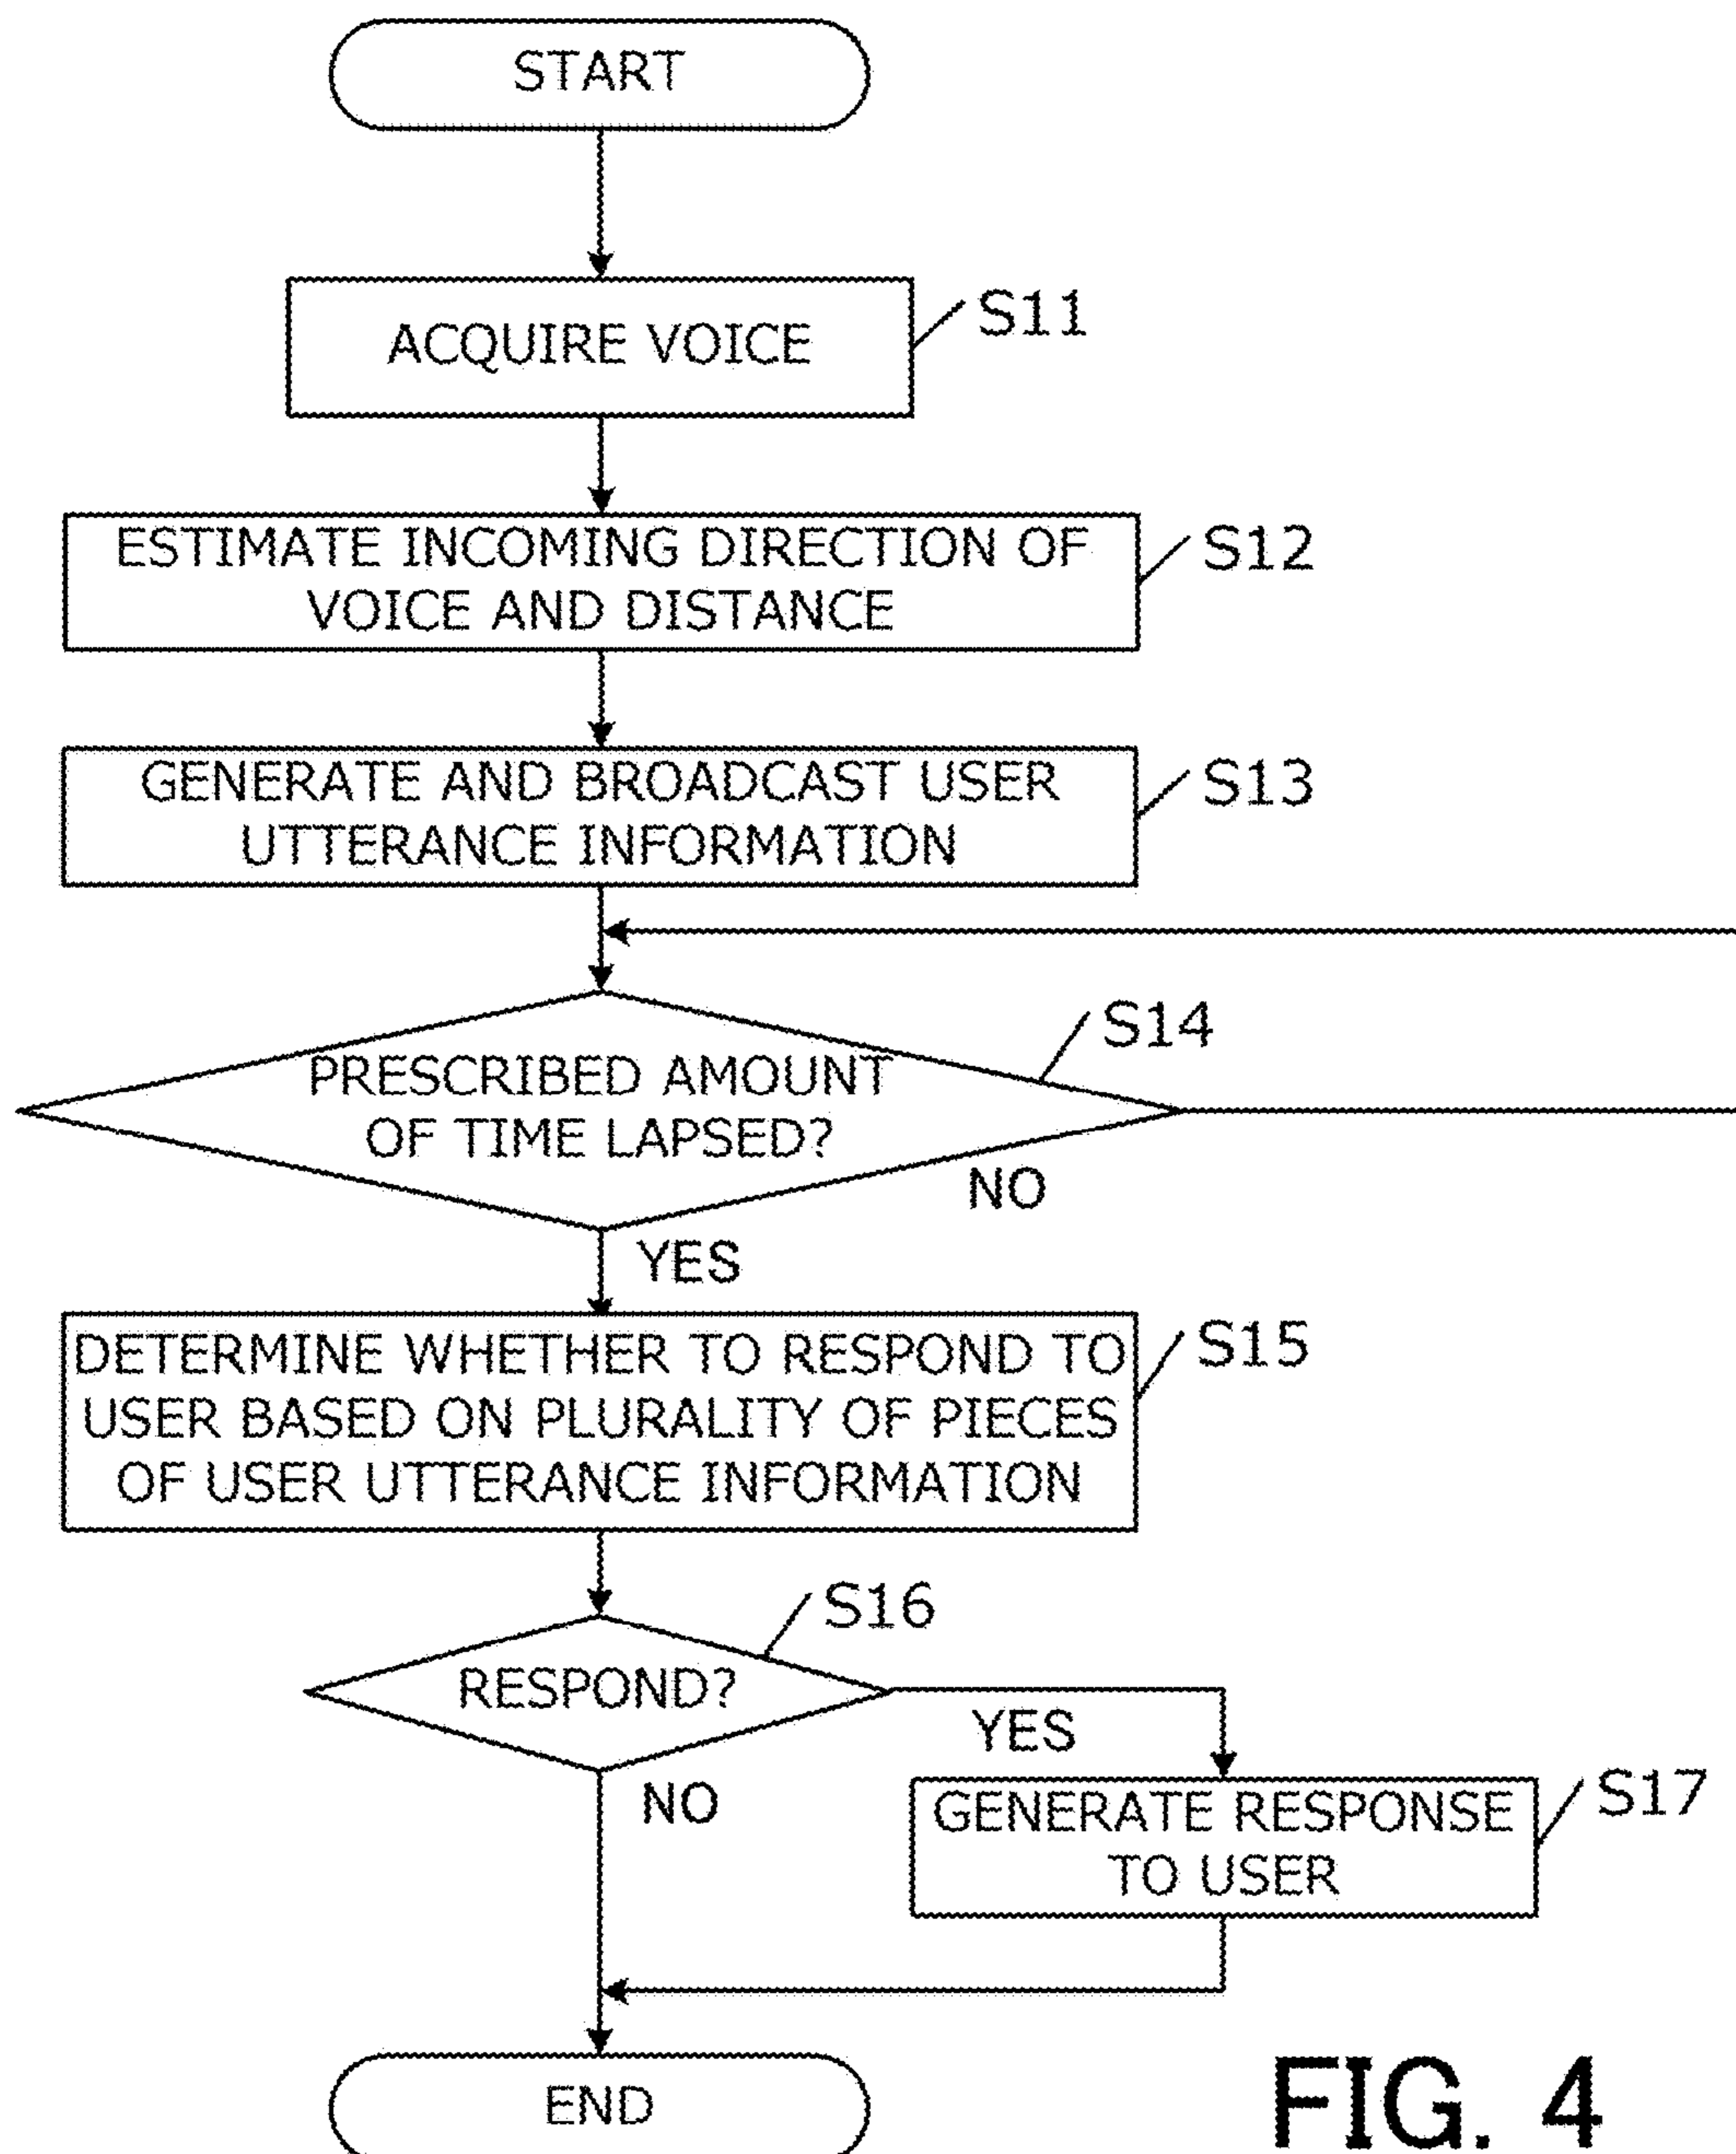 START
ACQUIRE VOICE
S11
ESTIMATE INCOMING DIRECTION OF
VOICE AND DISTANCE
S12
GENERATE AND BROADCAST USER
UTTERANCE INFORMATION
S13
PRESCRIBED AMOUNT
OF TIME LAPSED?
S14
NO
YES
DETERMINE WHETHER TO RESPOND TO
USER BASED ON PLURALITY OF PIECES
OF USER UTTERANCE INFORMATION
S15
RESPOND?
S16
YES
NO
GENERATE RESPONSE
TO USER
S17
END
FIG. 4